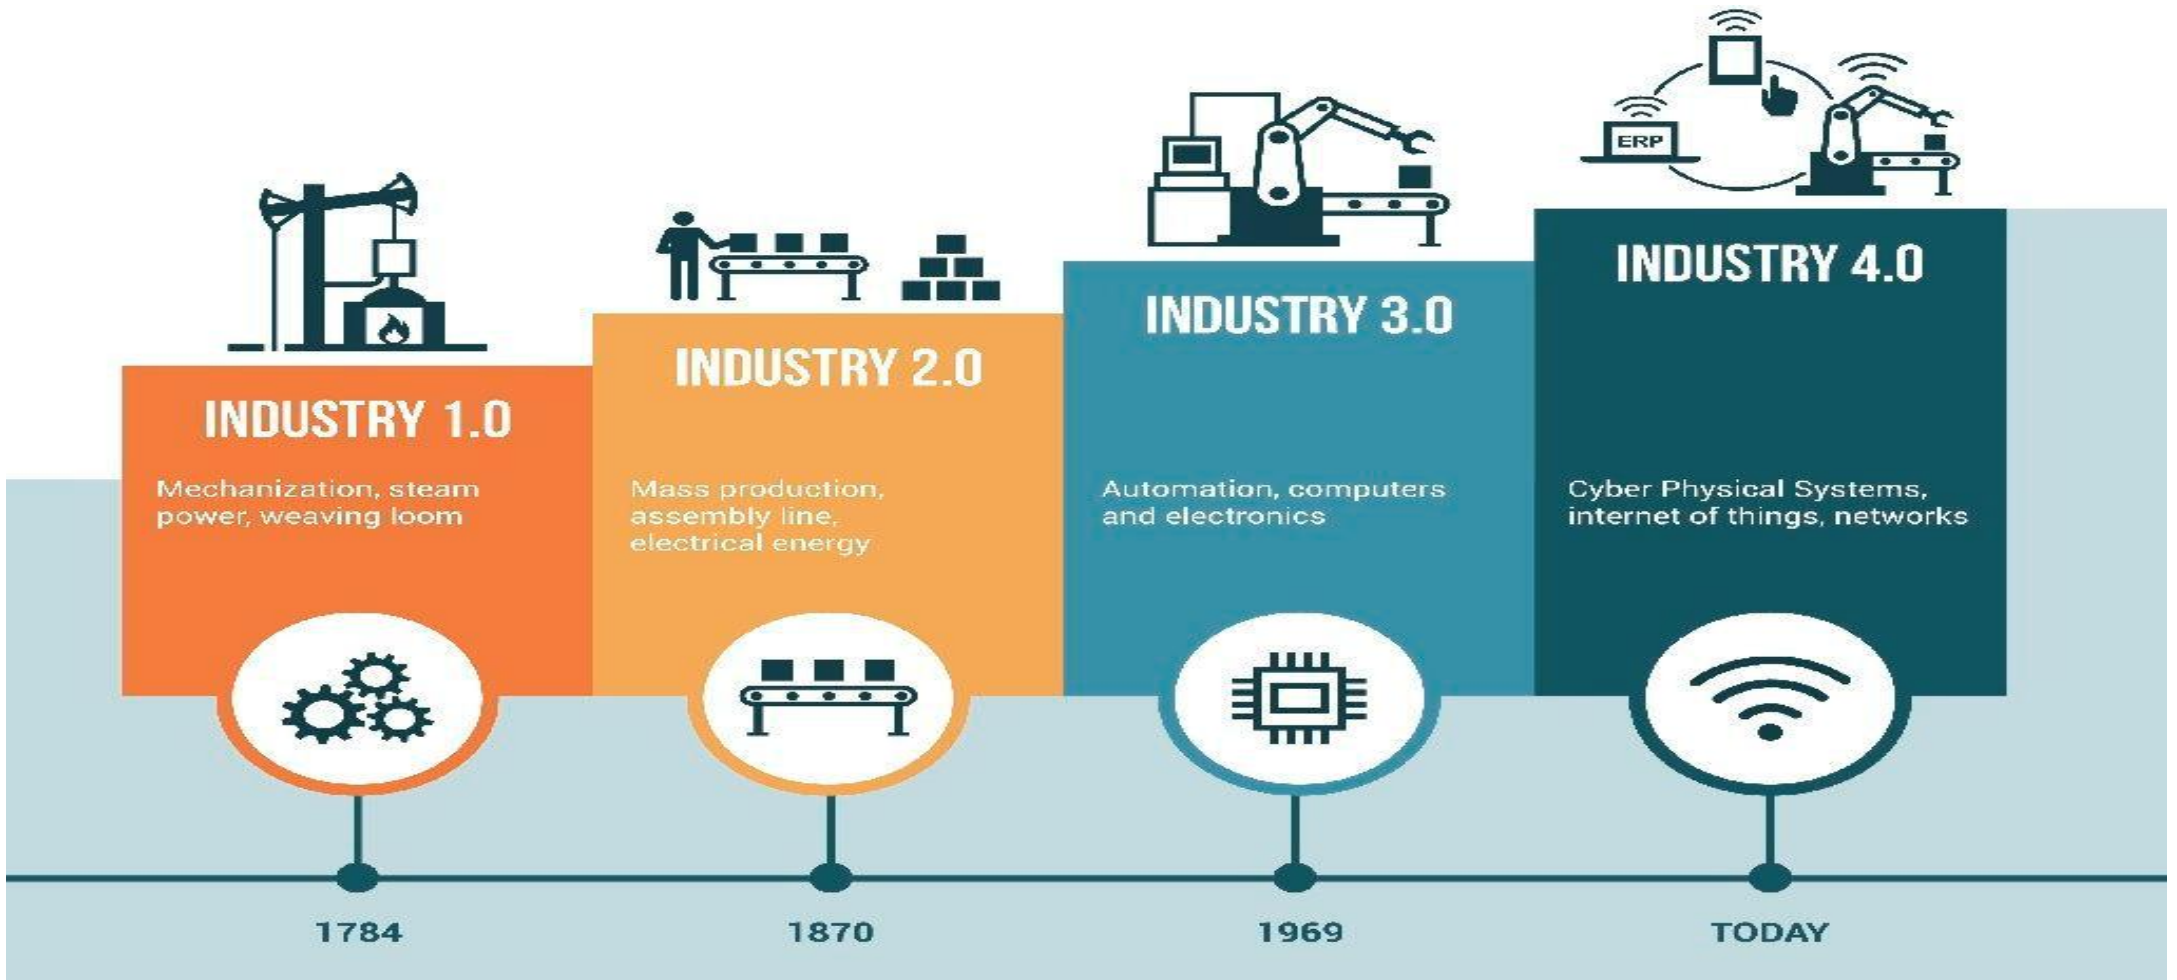 ERP
INDUSTRY 1.0
Mechanization, steam
power, weaving loom
INDUSTRY 2.0
Mass production,
assembly line,
electrical energy
INDUSTRY 3.0
Automation, computers
and electronics
INDUSTRY 4.0
Cyber Physical Systems,
internet of things, networks
1784
1870
1969
TODAY